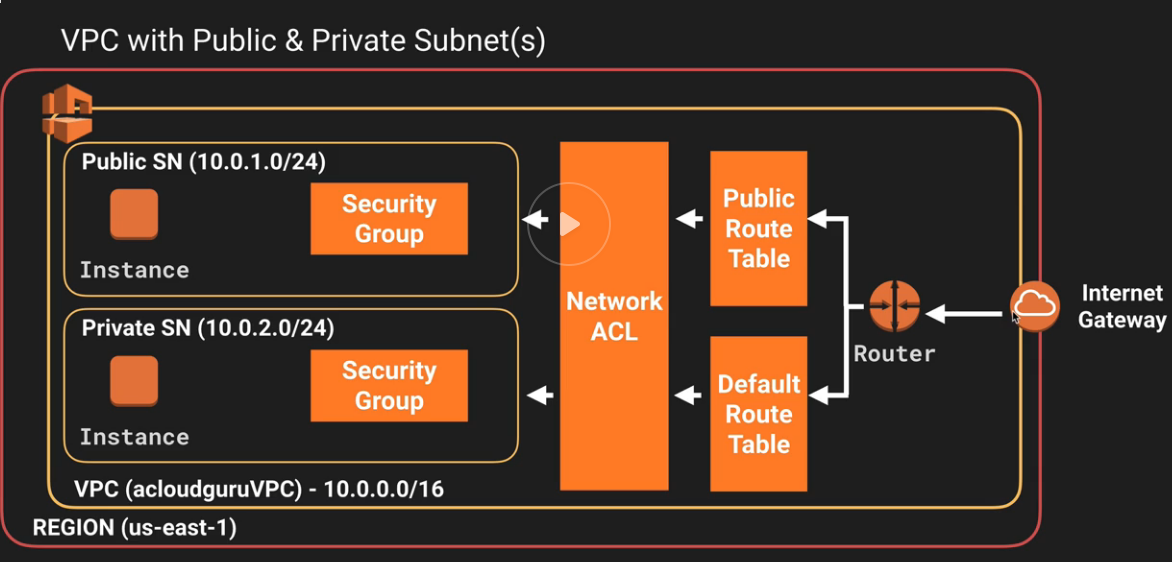 VPC with Public & Private Subnet(s)
Public SN (10.0.1.0/24)
Instance
Security
Group
Private SN (10.0.2.0/24)
Instance
Security
Group
Network
ACL
Public
Route
Table
Default
Route
Table
Router
Internet
Gateway
VPC (acloudguruVPC) - 10.0.0.0/16
REGION (us-east-1)